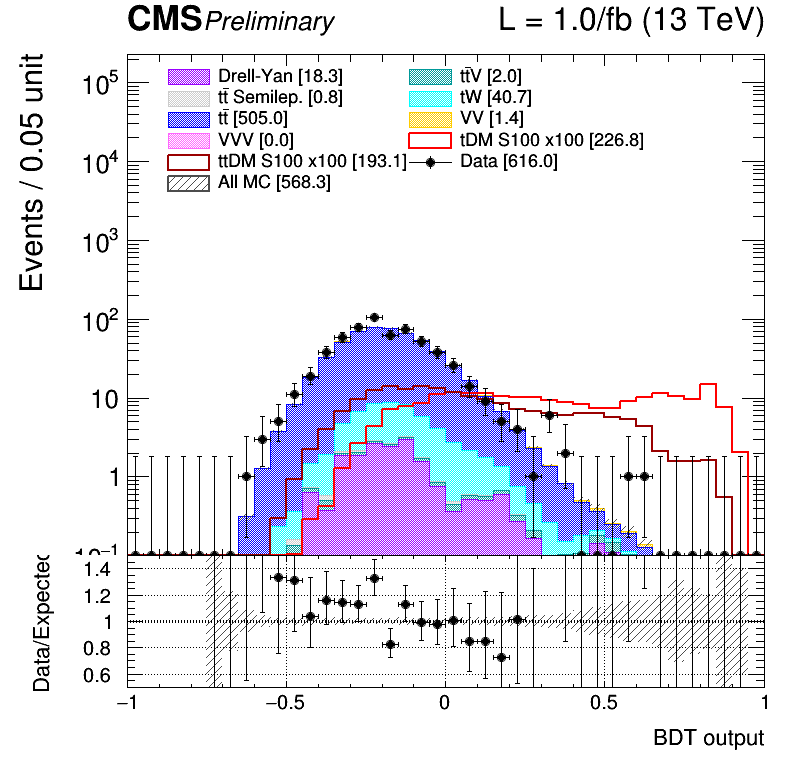 CMS Preliminary L = 1.0/fb (13 TeV)
Events / 0.05 unit
10⁵
10⁴
10³
10²
10
1
10⁻¹
Drell-Yan [18.3]
tt̄V [2.0]
tt̄ Semilep. [0.8]
tW [40.7]
tt̄ [505.0]
VV [1.4]
VVV [0.0]
tDM S100 x100 [226.8]
ttDM S100 x100 [193.1]
Data [616.0]
All MC [568.3]
Data/Expected
1.4
1.2
1
0.8
0.6
−1 −0.5 0 0.5 1
BDT output